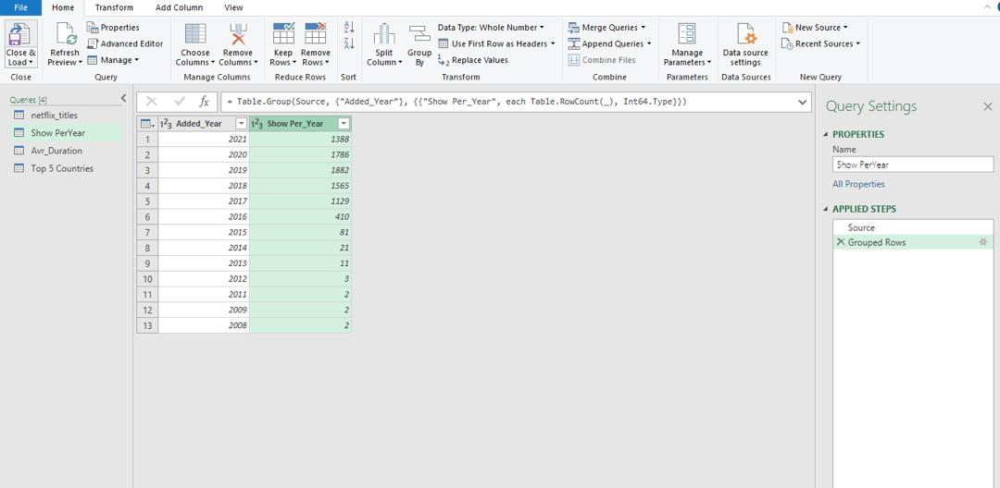 File Home Transform Add Column View
Close & Load
Refresh Preview
Properties
Advanced Editor
Manage
Choose Columns
Remove Columns
Keep Rows
Remove Rows
A
Z
Z
A
Split Column
Group By
Data Type: Whole Number
Use First Row as Headers
1 2 Replace Values
Merge Queries
Append Queries
Combine Files
Manage Parameters
Data source settings
New Source
Recent Sources
Close Query Manage Columns Reduce Rows Sort Transform Combine Parameters Data Sources New Query
Queries [4]
netflix_titles
Show PerYear
Avr_Duration
Top 5 Countries
fx = Table.Group(Source, {"Added_Year"}, {{"Show Per_Year", each Table.RowCount(_), Int64.Type}})
123 Added_Year 123 Show Per_Year
1 2021 1388
2 2020 1786
3 2019 1882
4 2018 1565
5 2017 1129
6 2016 410
7 2015 81
8 2014 21
9 2013 11
10 2012 3
11 2011 2
12 2009 2
13 2008 2
Query Settings
PROPERTIES
Name
Show PerYear
All Properties
APPLIED STEPS
Source
Grouped Rows